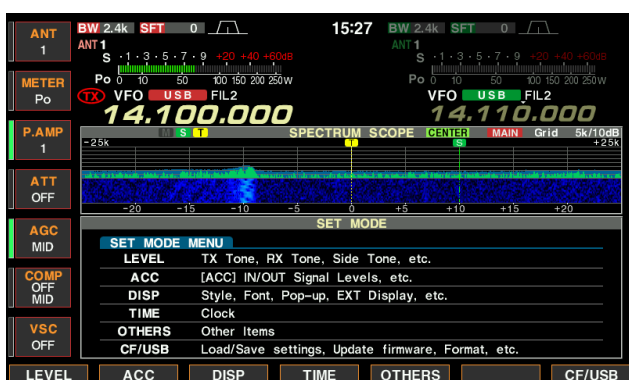 ANT 1 BW 2.4k SFT 0 15:27 BW 2.4k SFT 0
ANT 1 ANT 1
S ·1·3·5·7·9 +20 +40 +60dB S ·1·3·5·7·9 +20 +40 +60dB
METER Po Po 0 10 50 100 150 200 250W Po 0 10 50 100 150 200 250W
TX VFO USB FIL2 VFO USB FIL2
14.100.000 14.110.000
P.AMP 1 M S T SPECTRUM SCOPE CENTER MAIN Grid 5k/10dB
-25k T S +25k
ATT OFF
-20 -15 -10 -5 0 +5 +10 +15 +20
AGC MID SET MODE
SET MODE MENU
LEVEL TX Tone, RX Tone, Side Tone, etc.
COMP OFF MID ACC [ACC] IN/OUT Signal Levels, etc.
DISP Style, Font, Pop-up, EXT Display, etc.
TIME Clock
VSC OFF OTHERS Other Items
CF/USB Load/Save settings, Update firmware, Format, etc.
LEVEL ACC DISP TIME OTHERS CF/USB